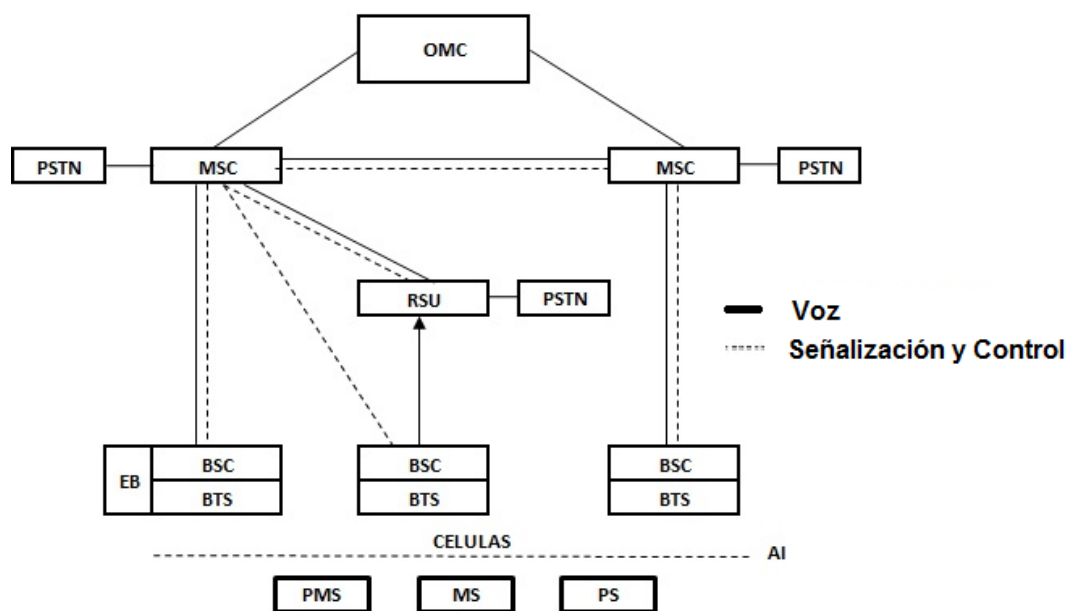 OMC
PSTN
MSC
MSC
PSTN
RSU
PSTN
Voz
Señalización y Control
EB
BSC
BTS
BSC
BTS
BSC
BTS
CELULAS
AI
PMS
MS
PS